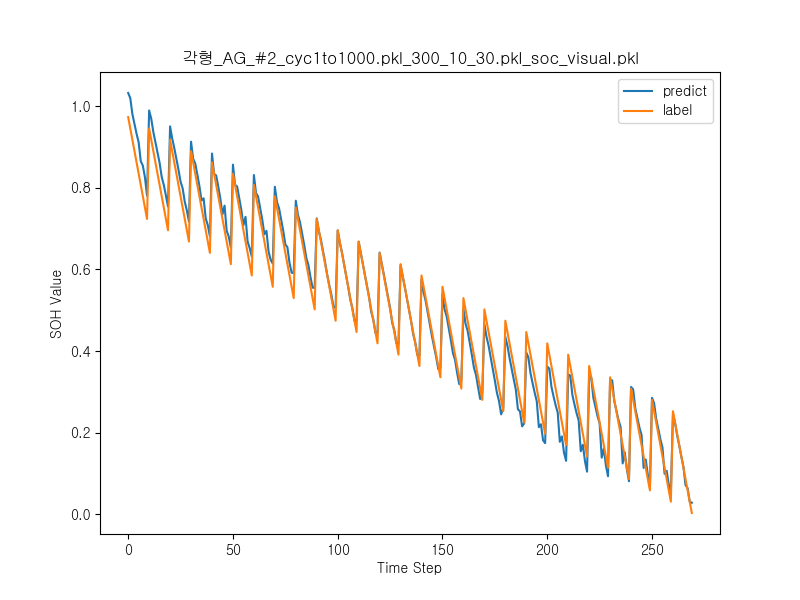 각형_AG_#2_cyc1to1000.pkl_300_10_30.pkl_soc_visual.pkl
predict
label
1.0
0.8
0.6
0.4
0.2
0.0
SOH Value
0
50
100
150
200
250
Time Step